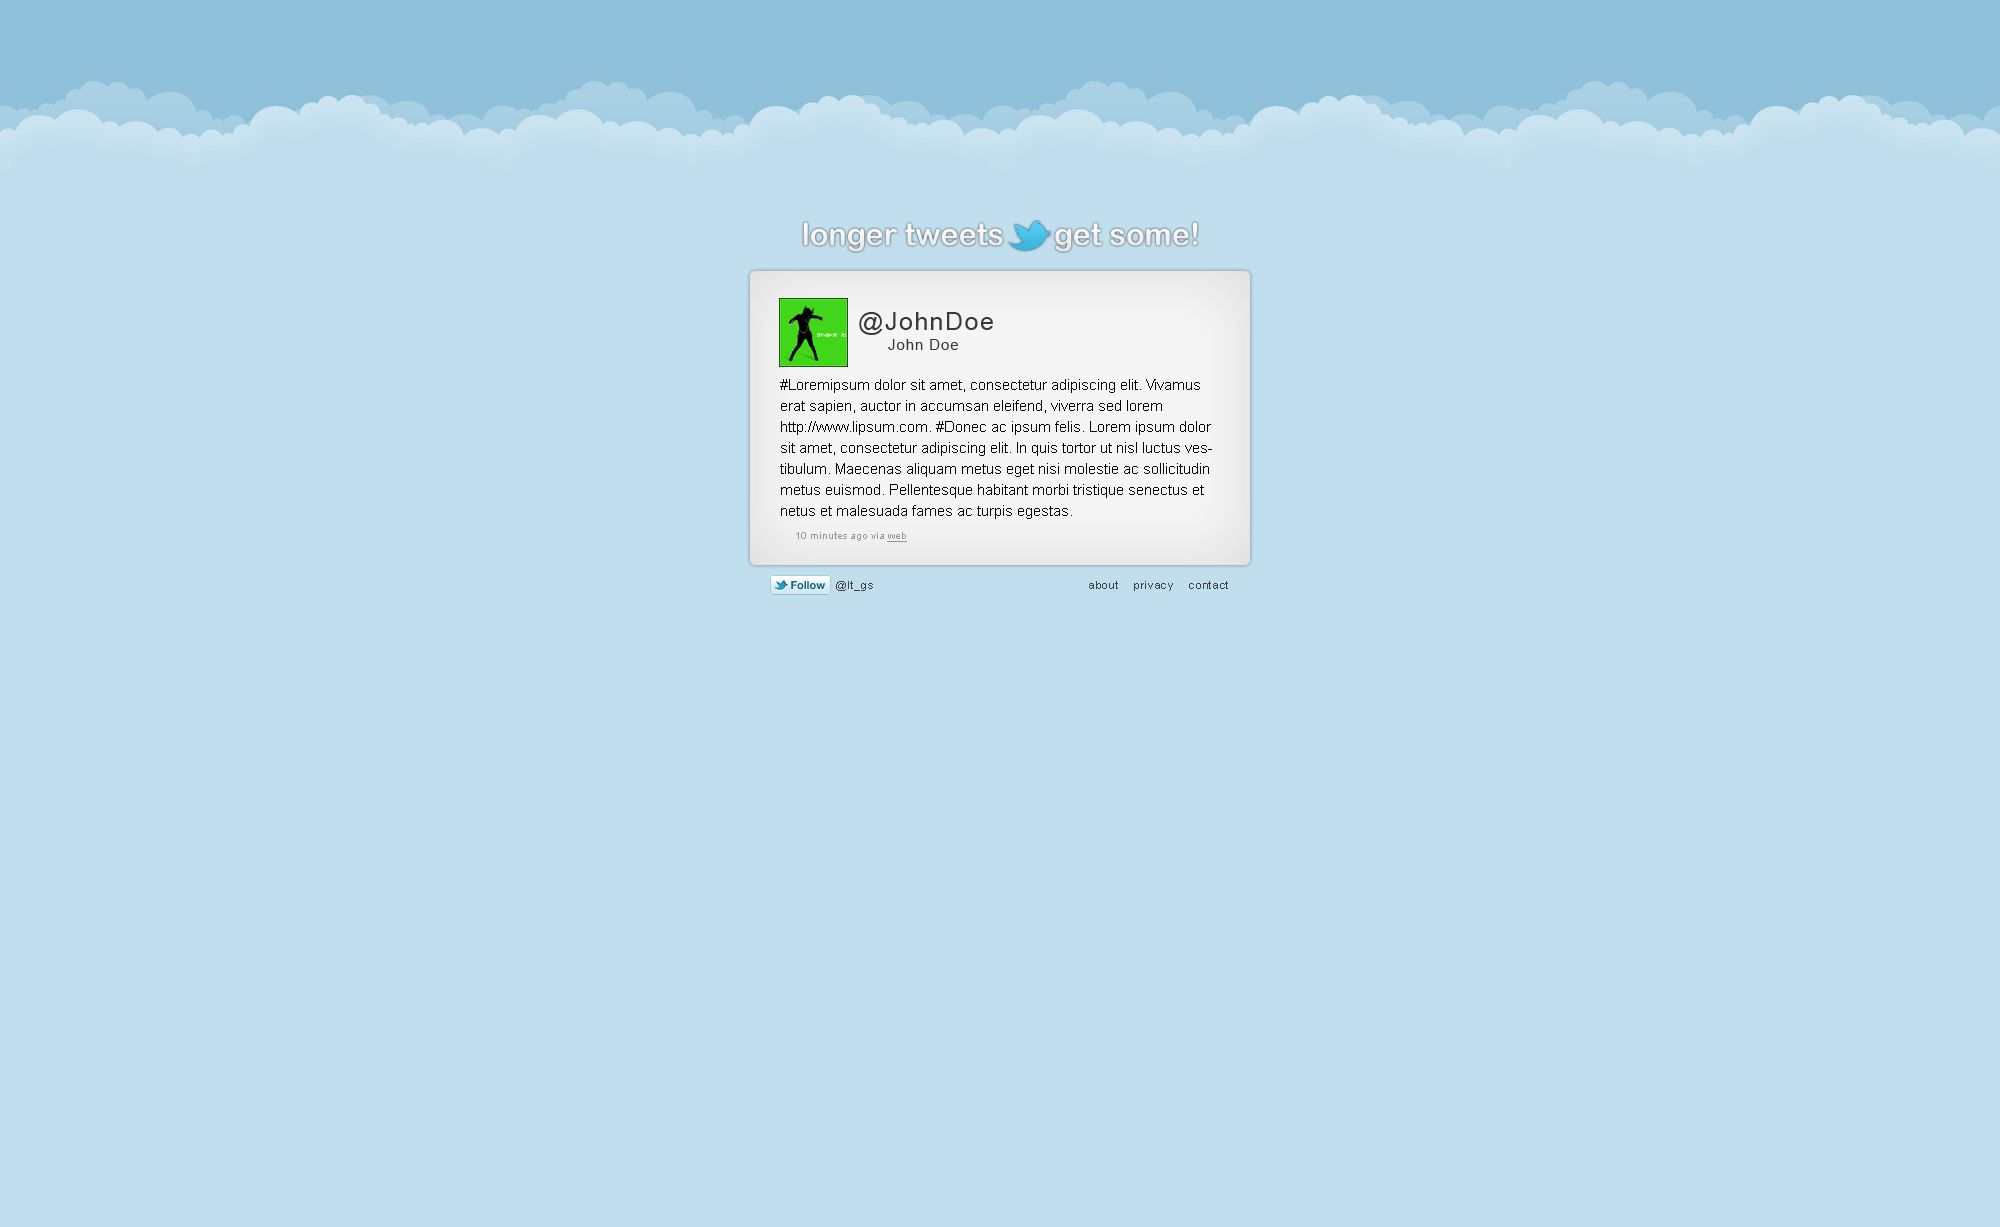 longer tweets get some!
@JohnDoe
John Doe
#Loremipsum dolor sit amet, consectetur adipiscing elit. Vivamus
erat sapien, auctor in accumsan eleifend, viverra sed lorem
http://www.lipsum.com. #Donec ac ipsum felis. Lorem ipsum dolor
sit amet, consectetur adipiscing elit. In quis tortor ut nisl luctus ves-
tibulum. Maecenas aliquam metus eget nisi molestie ac sollicitudin
metus euismod. Pellentesque habitant morbi tristique senectus et
netus et malesuada fames ac turpis egestas.
10 minutes ago via web
Follow @lt_gs
about privacy contact